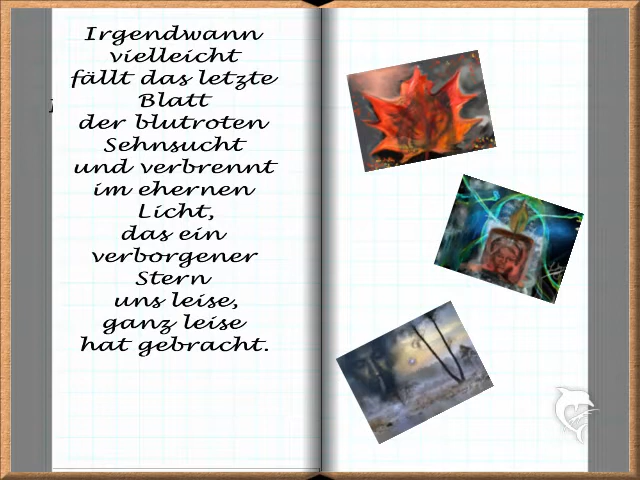 Irgendwann
vielleicht
fällt das letzte
Blatt
der blutroten
Sehnsucht
und verbrennt
im ehernen
Licht,
das ein
verborgener
Stern
uns leise,
ganz leise
hat gebracht.